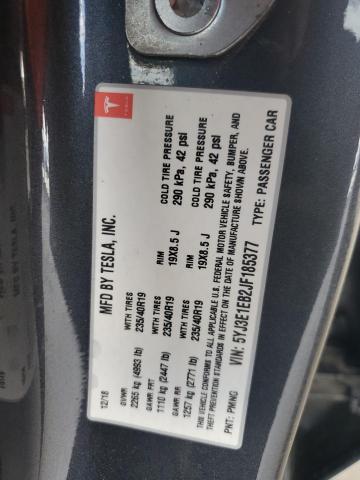 TESLA
MFD BY TESLA, INC.
12/18
GVWR
2265 kg (4993 lb)
WITH TIRES
235/40R19
RIM
19X8.5 J
COLD TIRE PRESSURE
290 kPa, 42 psi
GAWR FRT
1110 kg (2447 lb)
WITH TIRES
235/40R19
RIM
19X8.5 J
COLD TIRE PRESSURE
290 kPa, 42 psi
GAWR RR
1257 kg (2771 lb)
THIS VEHICLE CONFORMS TO ALL APPLICABLE U.S. FEDERAL MOTOR VEHICLE SAFETY, BUMPER, AND
THEFT PREVENTION STANDARDS IN EFFECT ON THE DATE OF MANUFACTURE SHOWN ABOVE.
VIN: 5YJ3E1EB2JF185377
TYPE: PASSENGER CAR
PNT: PMNG